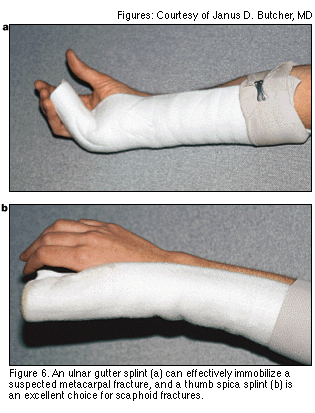 Figures: Courtesy of Janus D. Butcher, MD
a
b
Figure 6. An ulnar gutter splint (a) can effectively immobilize a
suspected metacarpal fracture, and a thumb spica splint (b) is
an excellent choice for scaphoid fractures.